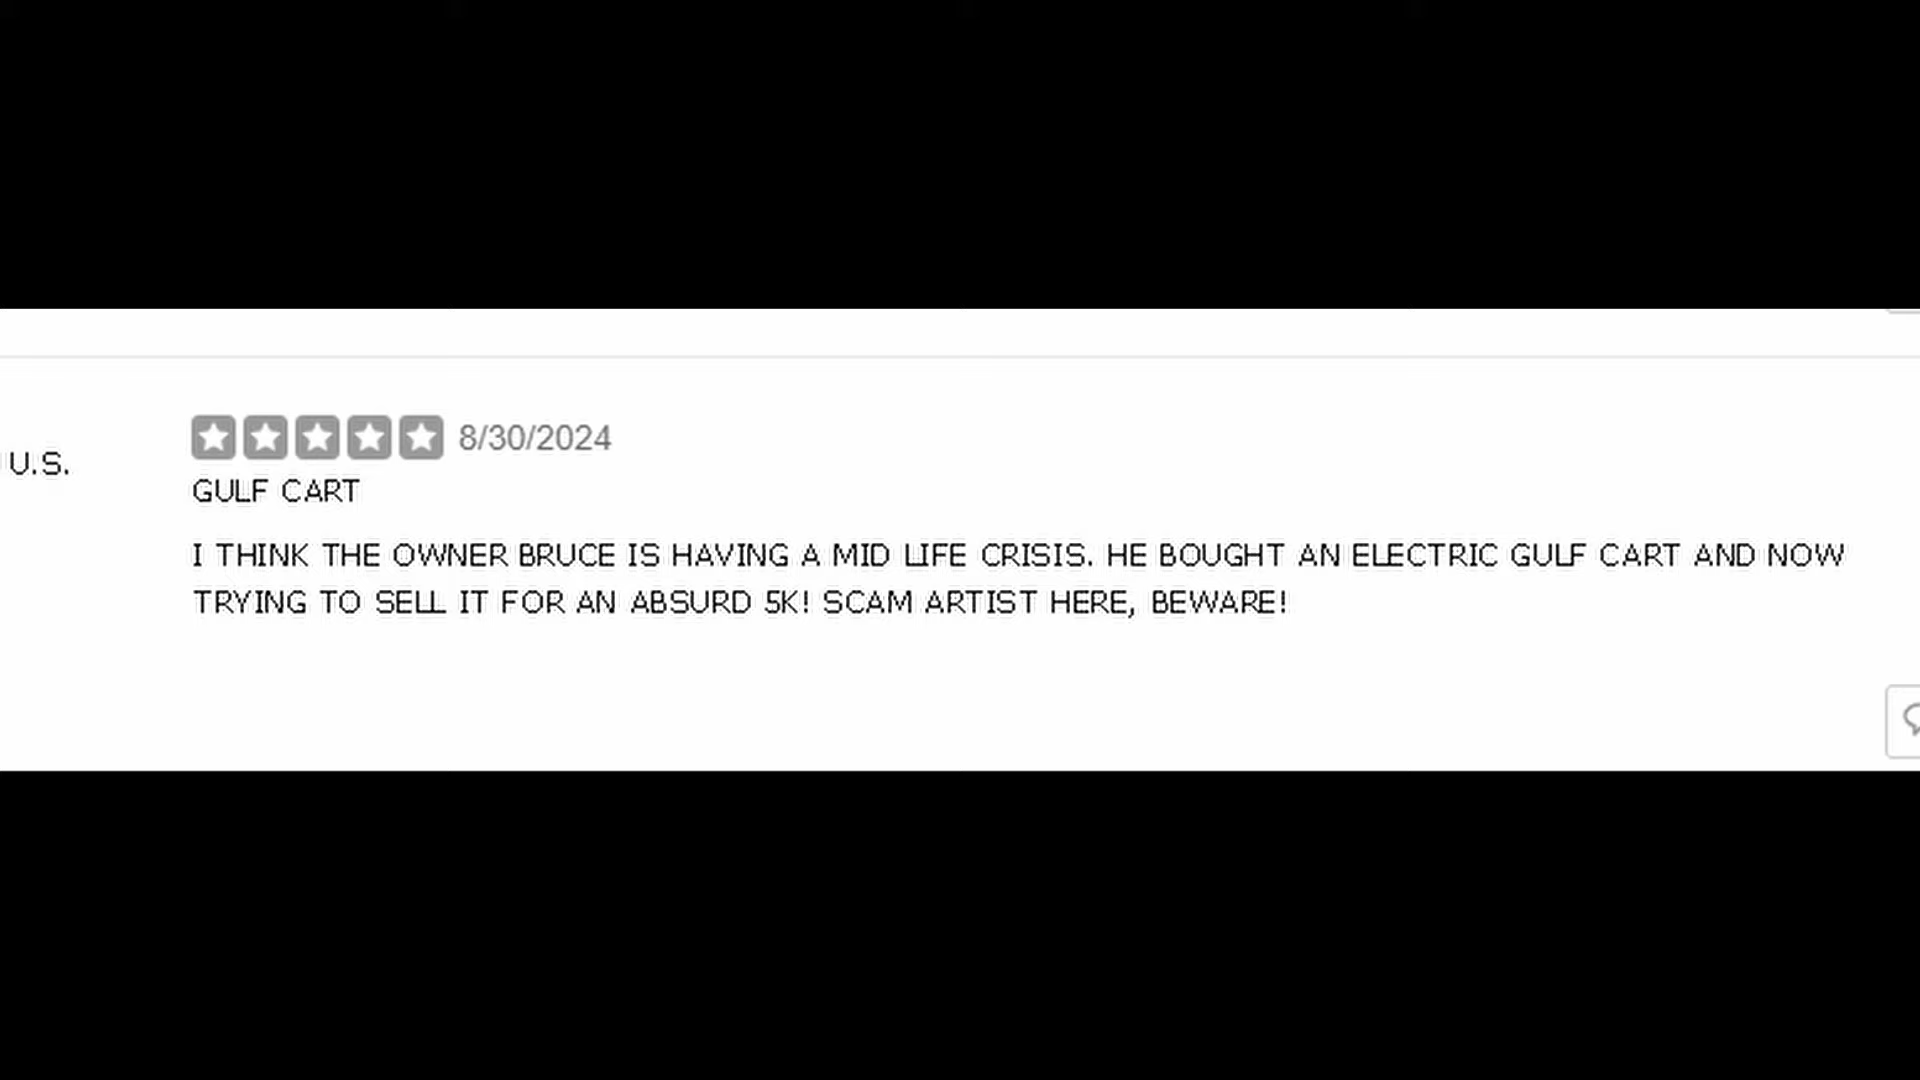 8/30/2024
U.S.
GULF CART
I THINK THE OWNER BRUCE IS HAVING A MID LIFE CRISIS. HE BOUGHT AN ELECTRIC GULF CART AND NOW
TRYING TO SELL IT FOR AN ABSURD 5K! SCAM ARTIST HERE, BEWARE!